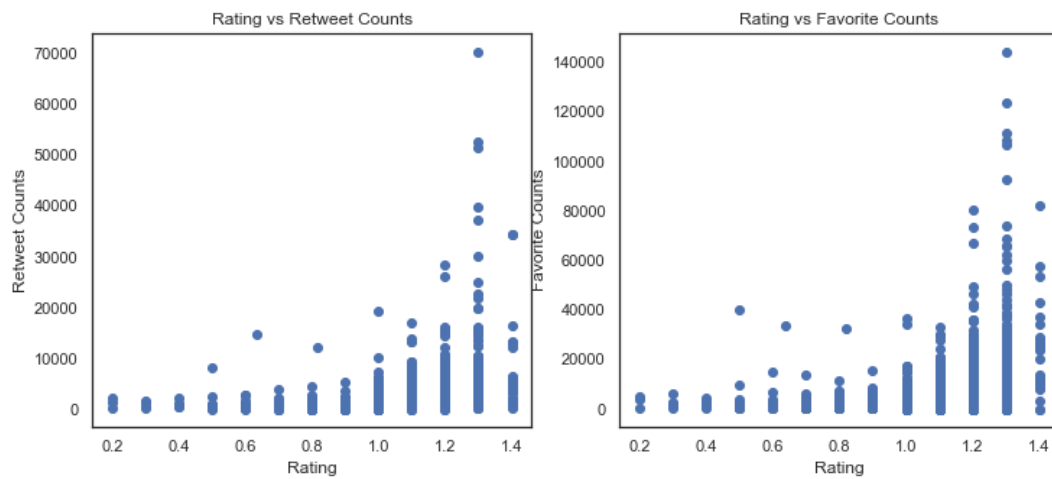 Rating vs Retweet Counts
Retweet Counts
70000
60000
50000
40000
30000
20000
10000
0
0.2 0.4 0.6 0.8 1.0 1.2 1.4
Rating
Rating vs Favorite Counts
Favorite Counts
140000
120000
100000
80000
60000
40000
20000
0
0.2 0.4 0.6 0.8 1.0 1.2 1.4
Rating